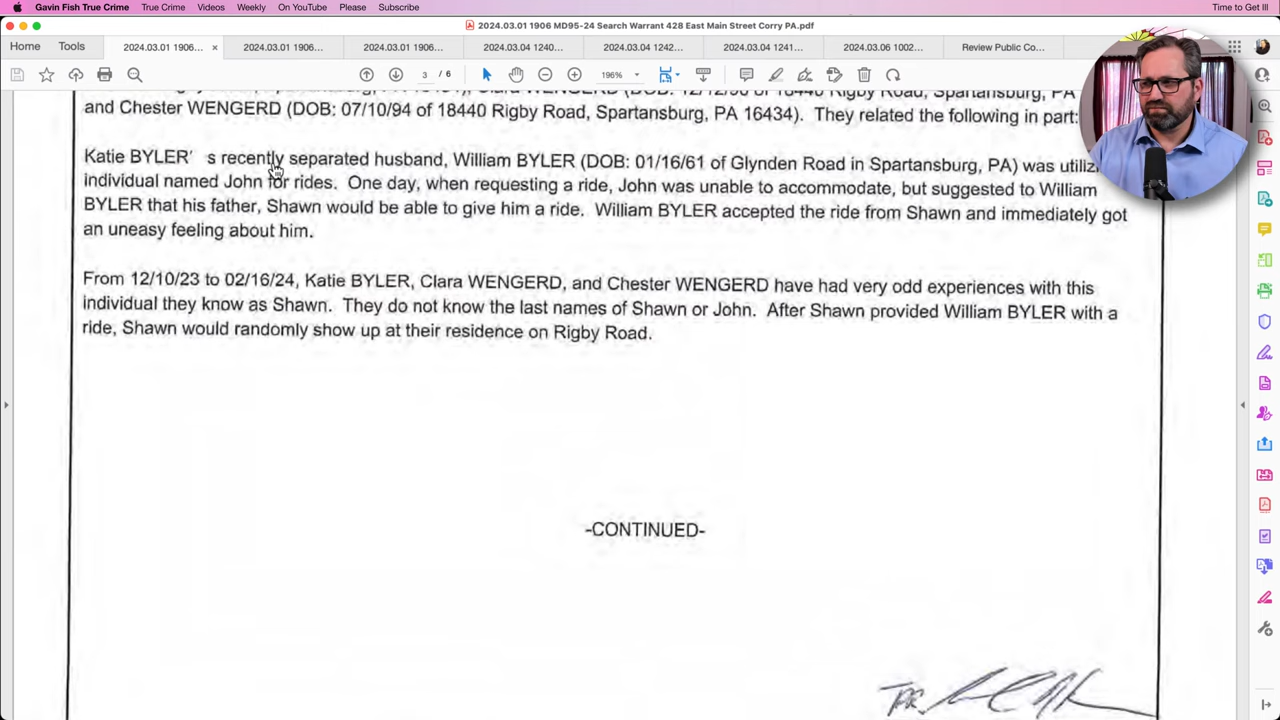 Gavin Fish True Crime True Crime Videos Weekly On YouTube Please Subscribe Time to Get Ill
2024.03.01 1906 MD95-24 Search Warrant 428 East Main Street Corry PA.pdf
Home Tools 2024.03.01 1906... × 2024.03.01 1906... 2024.03.01 1906... 2024.03.04 1240... 2024.03.04 1242... 2024.03.04 1241... 2024.03.06 1002... Review Public Co...
3 / 6 196%
Rigby Road, Spartansburg, PA
and Chester WENGERD (DOB: 07/10/94 of 18440 Rigby Road, Spartansburg, PA 16434). They related the following in part:
Katie BYLER' s recently separated husband, William BYLER (DOB: 01/16/61 of Glynden Road in Spartansburg, PA) was utiliz
individual named John for rides. One day, when requesting a ride, John was unable to accommodate, but suggested to William
BYLER that his father, Shawn would be able to give him a ride. William BYLER accepted the ride from Shawn and immediately got
an uneasy feeling about him.
From 12/10/23 to 02/16/24, Katie BYLER, Clara WENGERD, and Chester WENGERD have had very odd experiences with this
individual they know as Shawn. They do not know the last names of Shawn or John. After Shawn provided William BYLER with a
ride, Shawn would randomly show up at their residence on Rigby Road.
-CONTINUED-